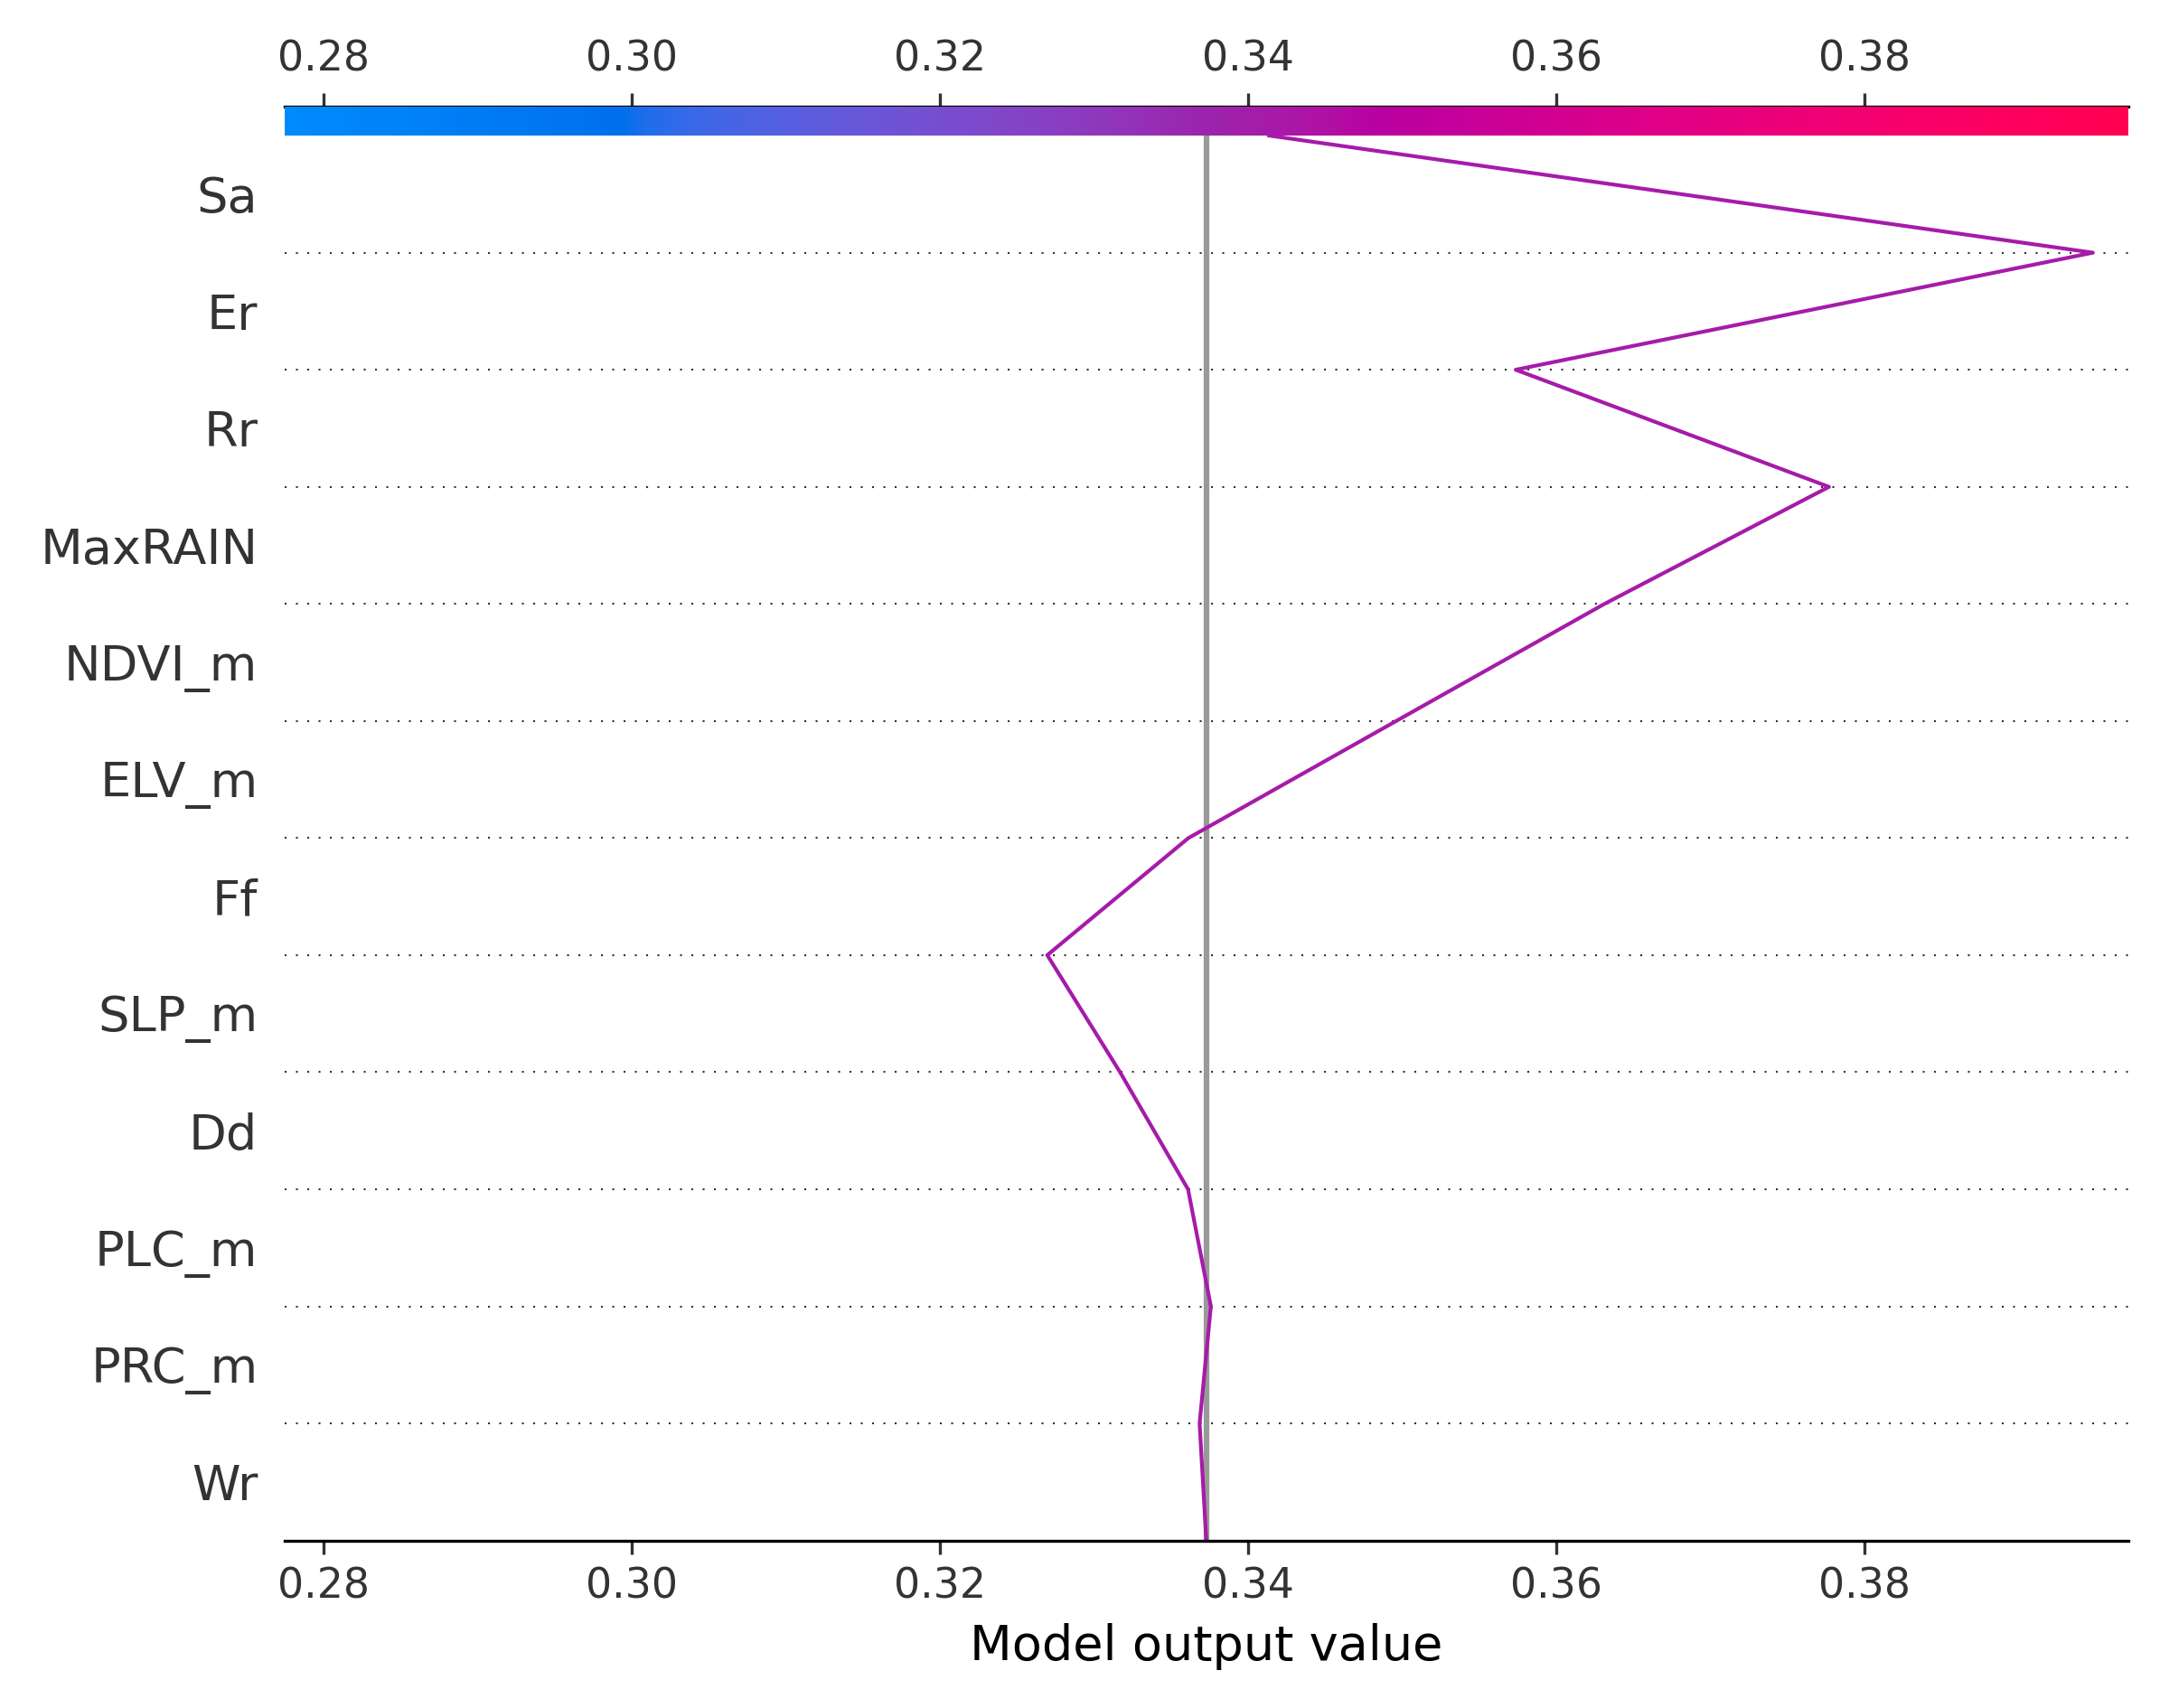 0.28 0.30 0.32 0.34 0.36 0.38
Sa
Er
Rr
MaxRAIN
NDVI_m
ELV_m
Ff
SLP_m
Dd
PLC_m
PRC_m
Wr
0.28 0.30 0.32 0.34 0.36 0.38
Model output value